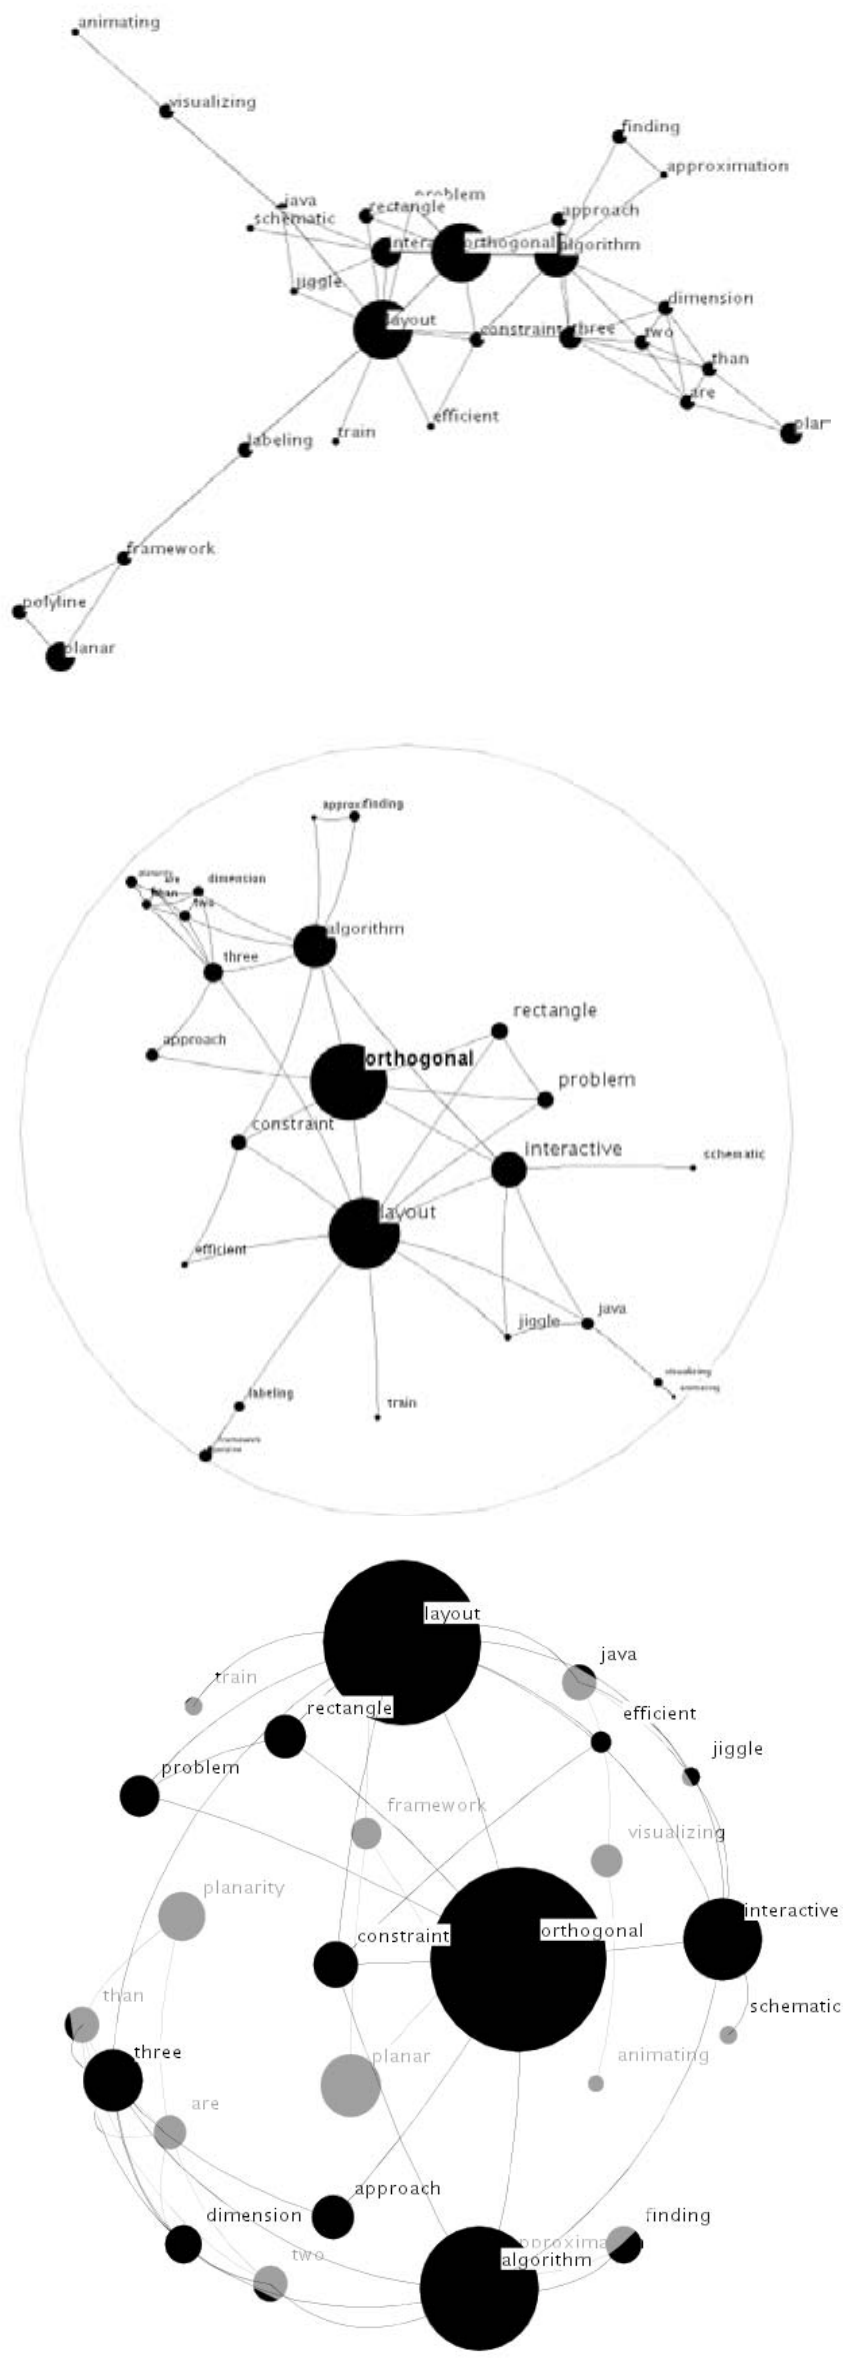 animating
visualizing
finding
approximation
java
schematic
rectangle
problem
approach
intera
orthogonal
algorithm
jiggle
dimension
layout
constraint
three
two
than
are
efficient
plar
train
labeling
framework
polyline
planar
approx
finding
planarity
are
dimension
than
two
algorithm
three
rectangle
approach
orthogonal
problem
constraint
interactive
schematic
layout
efficient
java
jiggle
visualizing
animating
labeling
train
framework
layout
java
train
rectangle
efficient
jiggle
problem
framework
visualizing
planarity
interactive
orthogonal
constraint
than
schematic
three
planar
animating
are
approach
dimension
finding
pproxima
two
algorithm